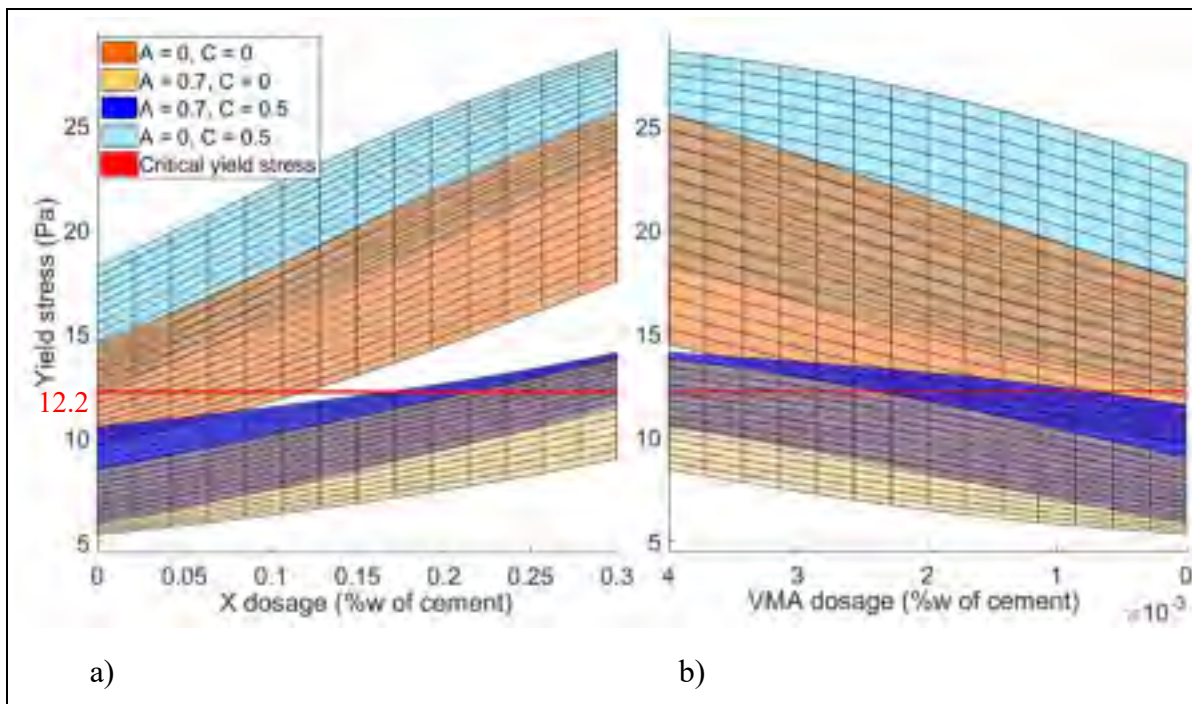 A = 0, C = 0
A = 0.7, C = 0
A = 0.7, C = 0.5
A = 0, C = 0.5
Critical yield stress
Yield stress (Pa)
25
20
15
12.2
10
5
0 0.05 0.1 0.15 0.2 0.25 0.3
X dosage (%w of cement)
25
20
15
10
5
4 3 2 1 0
VMA dosage (%w of cement)
×10⁻³
a) b)